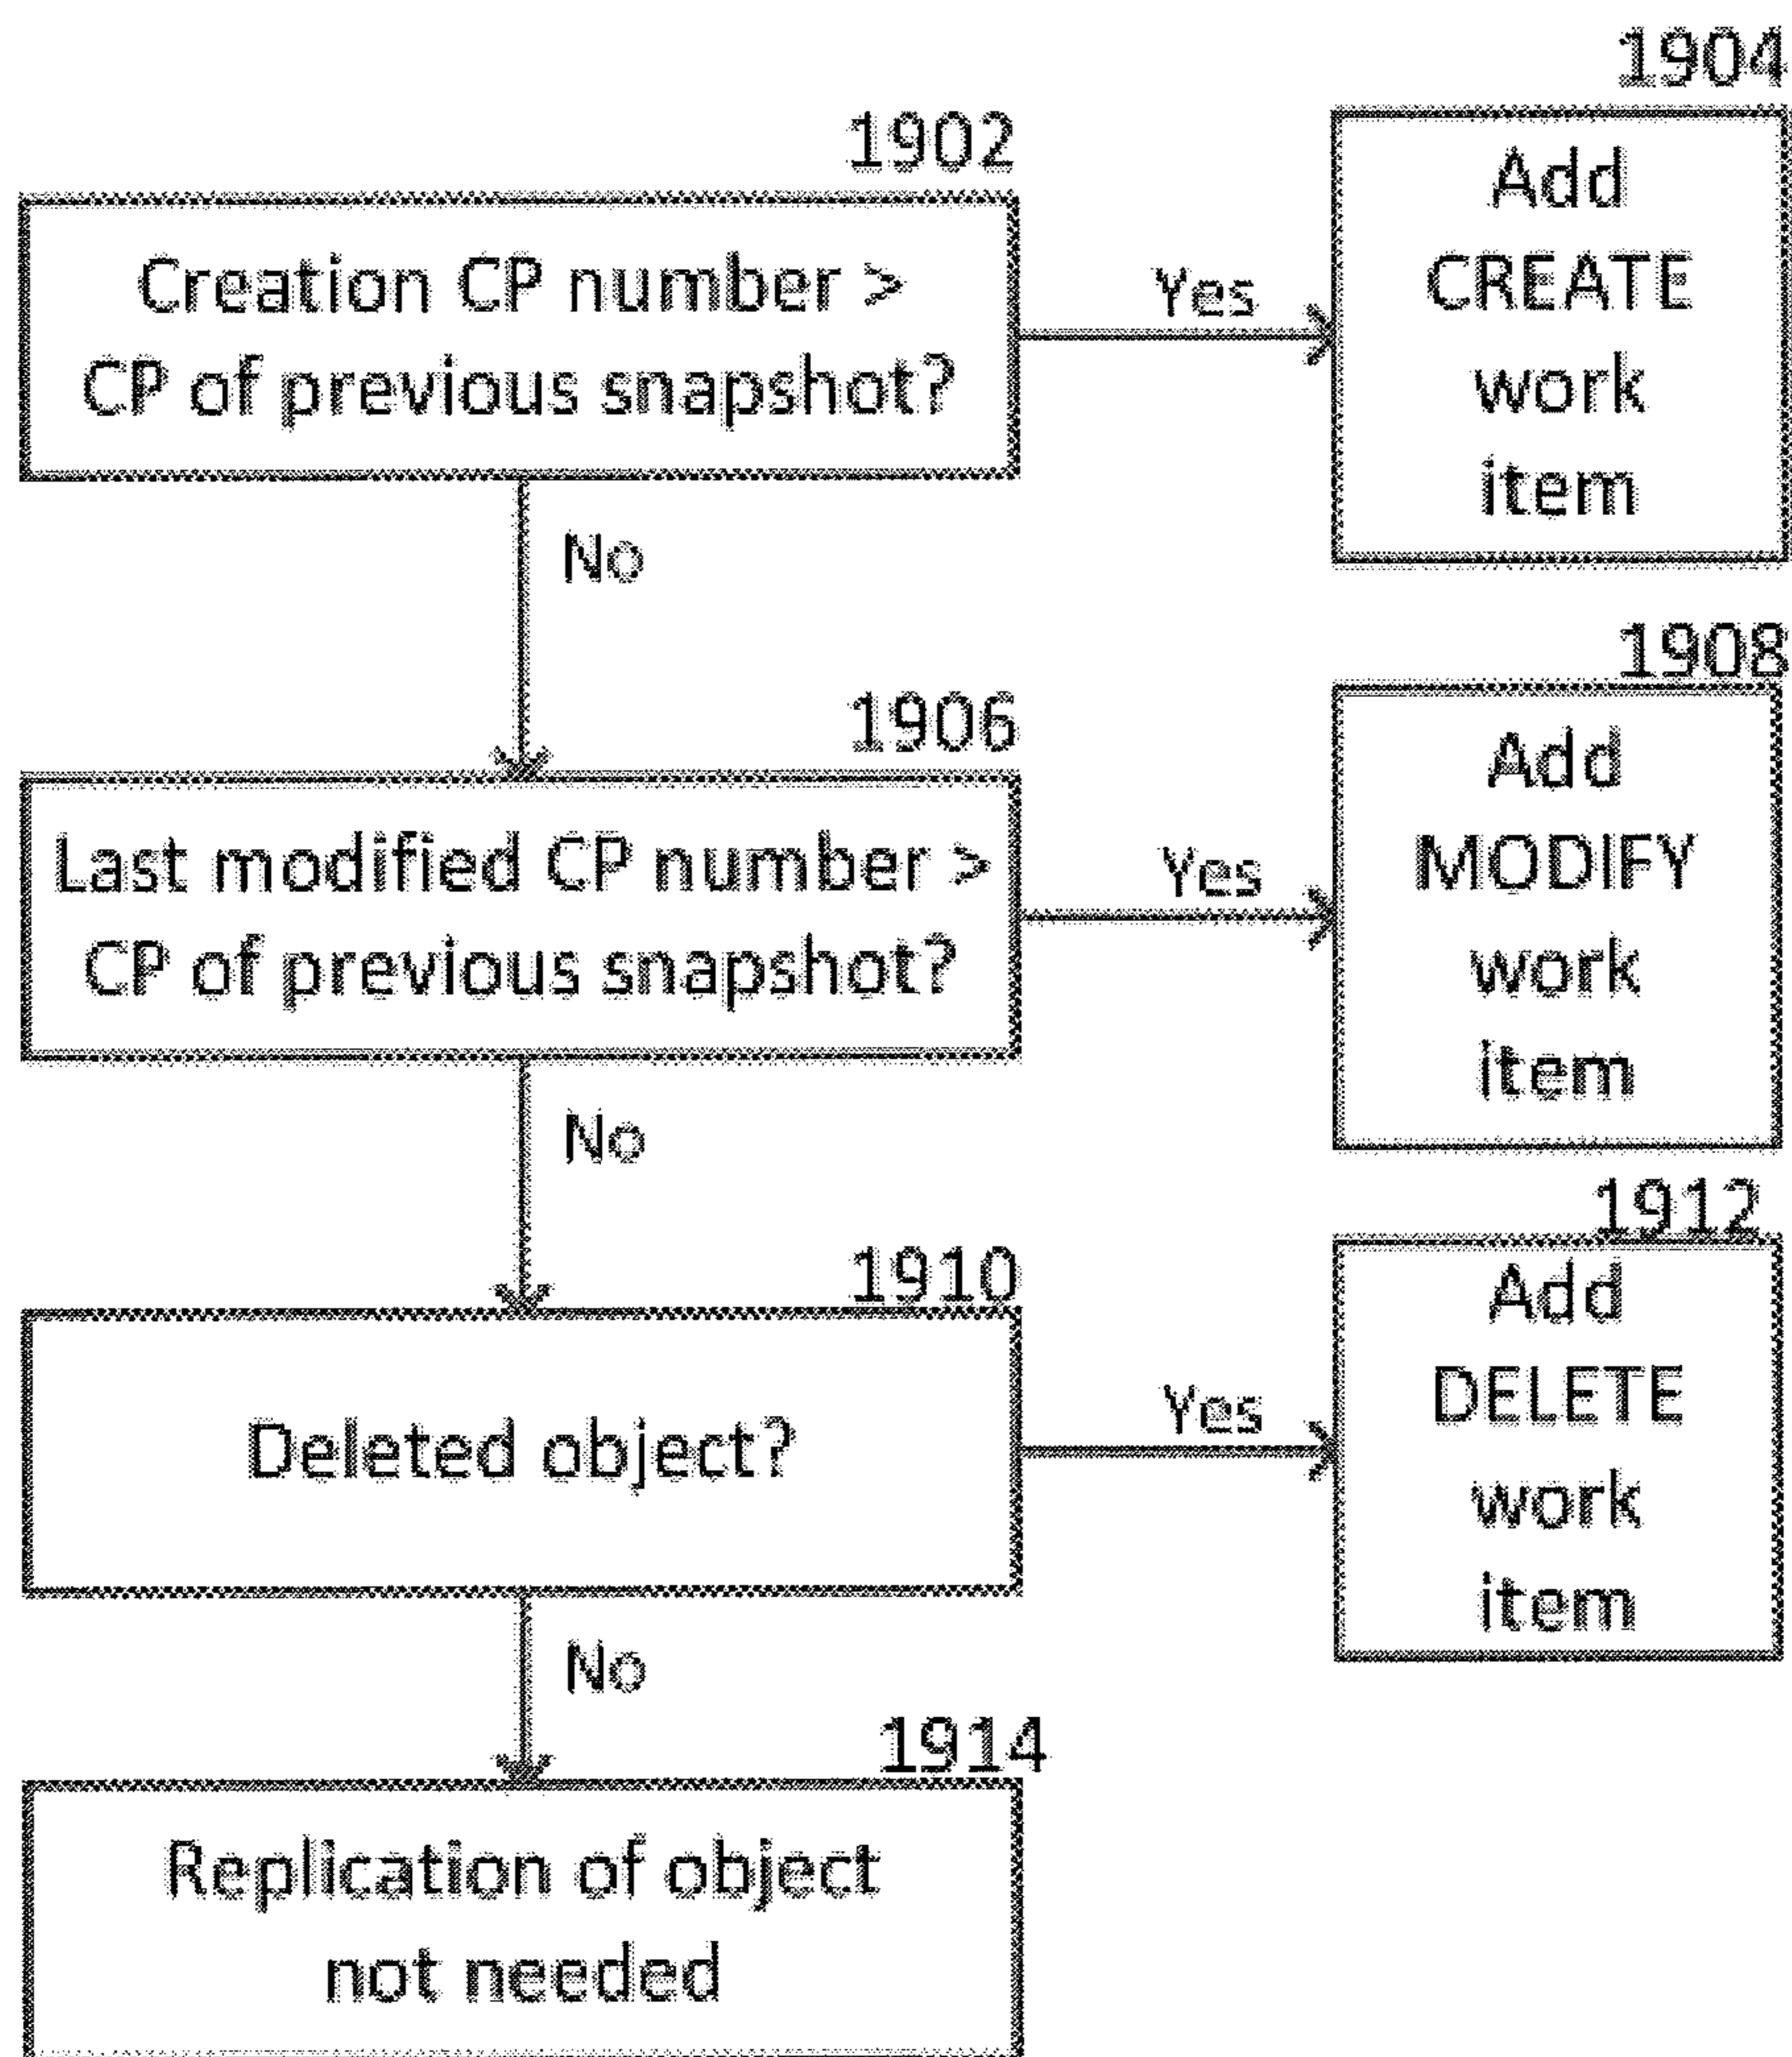 1902
Creation CP number >
CP of previous snapshot?
Yes
1904
Add
CREATE
work
item
No
1906
Last modified CP number >
CP of previous snapshot?
Yes
1908
Add
MODIFY
work
item
No
1910
Deleted object?
Yes
1912
Add
DELETE
work
item
No
1914
Replication of object
not needed